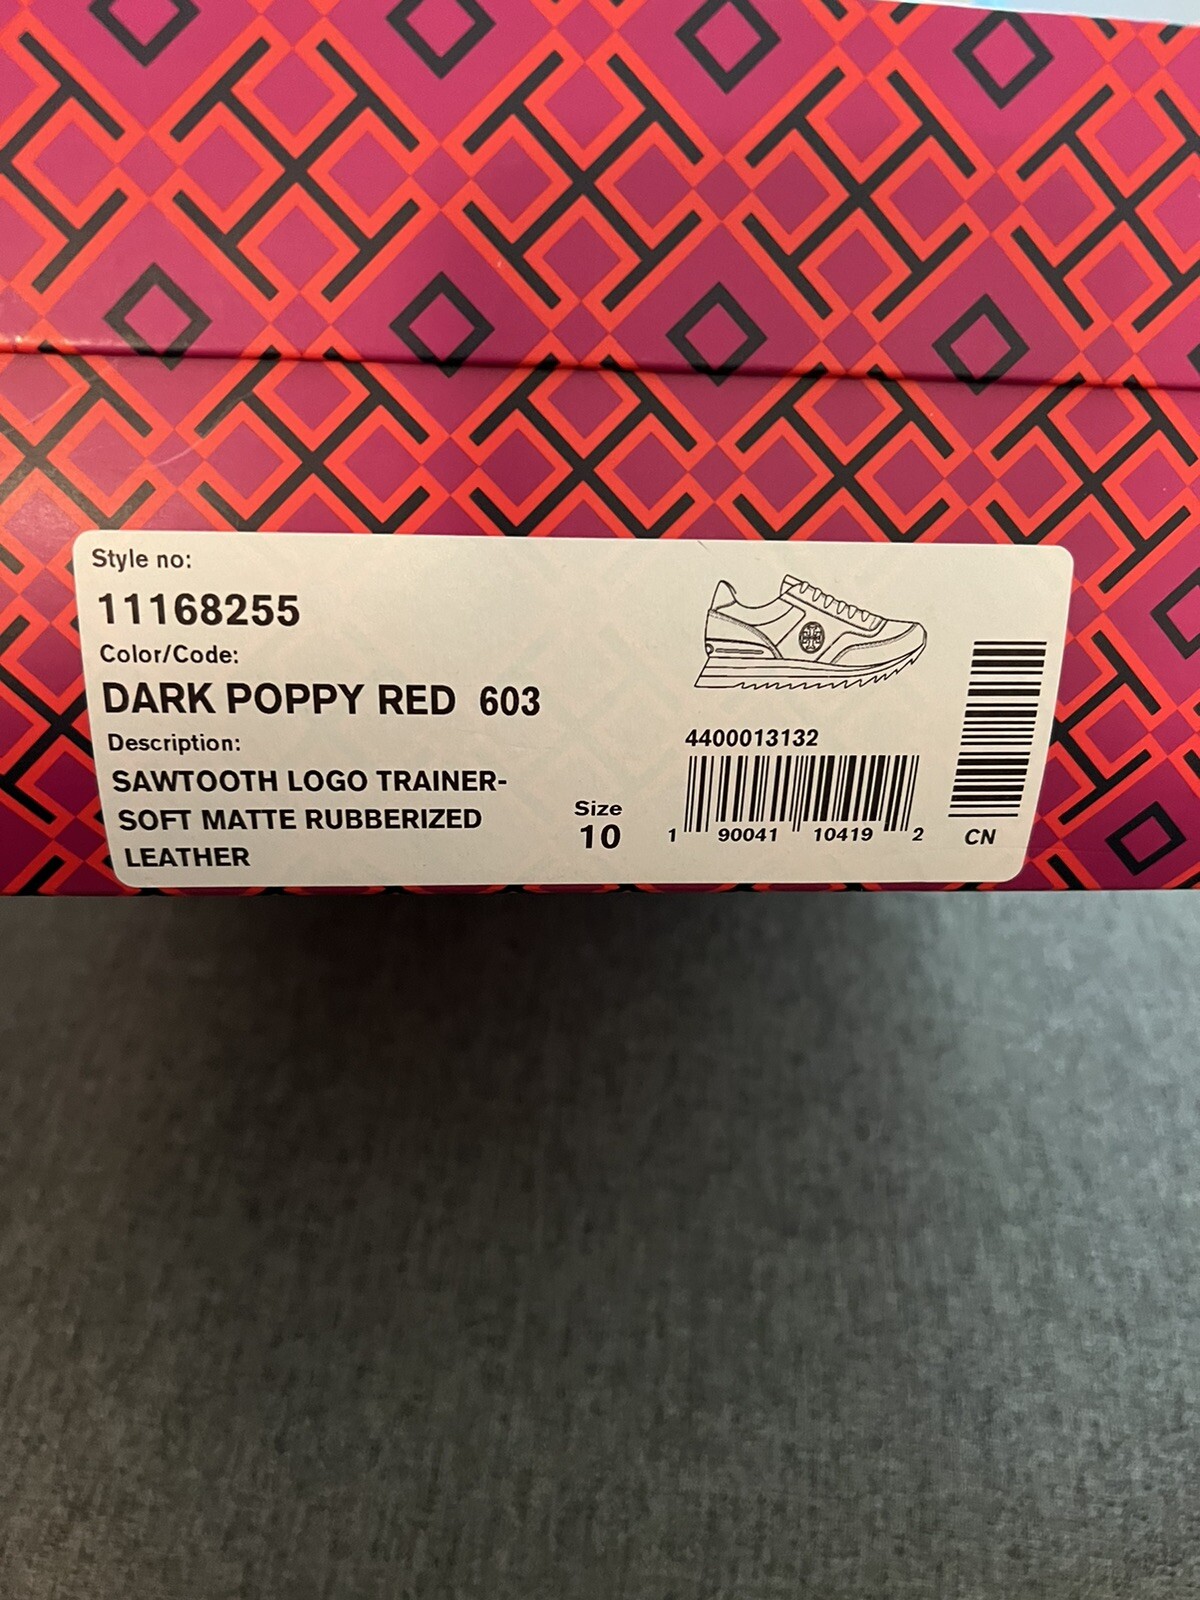 Style no:
11168255
Color/Code:
DARK POPPY RED 603
Description:
SAWTOOTH LOGO TRAINER-
SOFT MATTE RUBBERIZED
LEATHER
Size
10
4400013132
1 90041 10419 2
CN